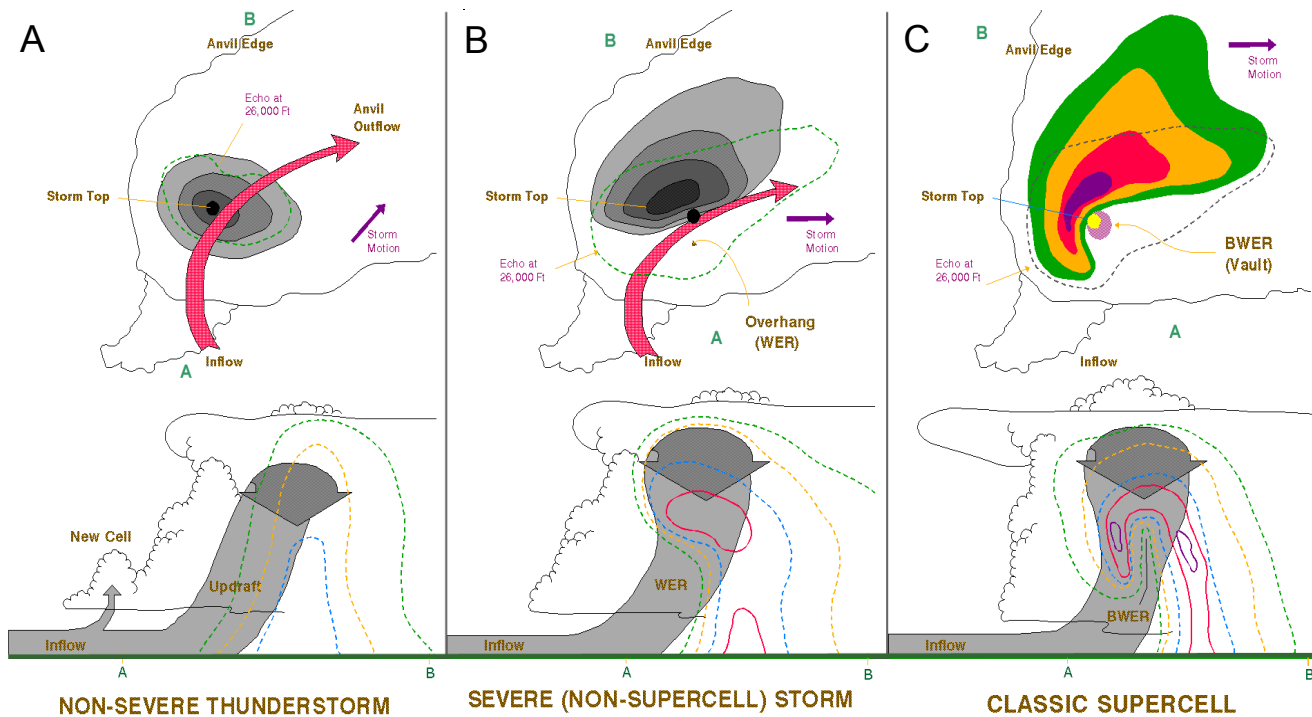 A
B
Anvil Edge
Echo at
26,000 Ft
Anvil
Outflow
Storm Top
Storm
Motion
A
Inflow
New Cell
Updraft
Inflow
A
B
NON-SEVERE THUNDERSTORM
B
B
Anvil Edge
Storm Top
Storm
Motion
Echo at
26,000 Ft
Overhang
(WER)
A
Inflow
WER
Inflow
A
B
SEVERE (NON-SUPERCELL) STORM
C
B
Anvil Edge
Storm
Motion
Storm Top
BWER
(Vault)
Echo at
26,000 Ft
A
Inflow
BWER
Inflow
A
B
CLASSIC SUPERCELL